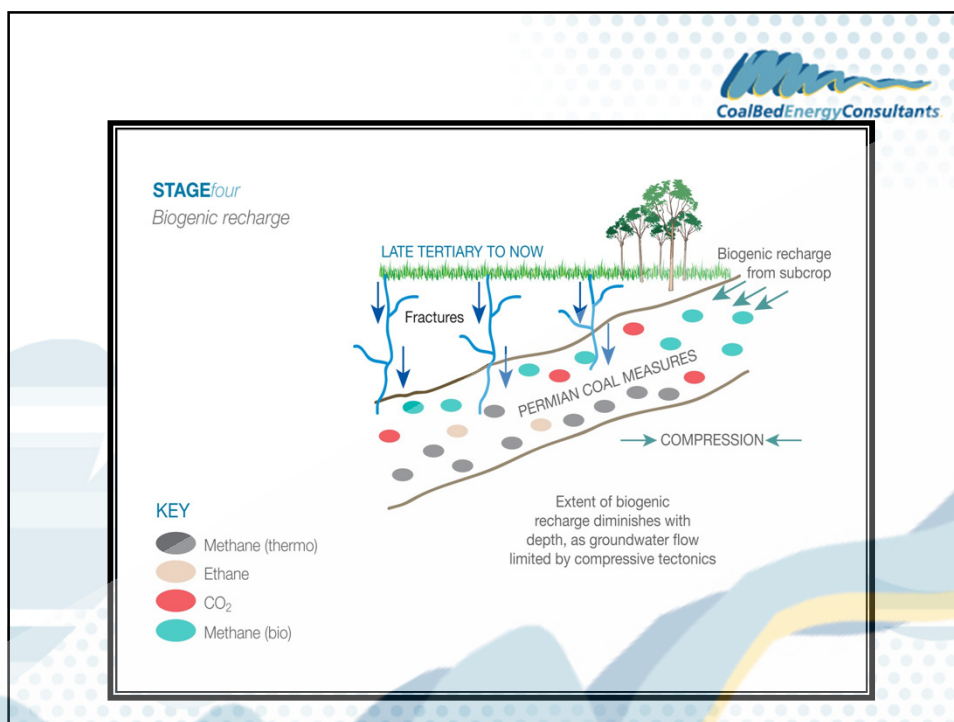 CoalBedEnergyConsultants
STAGEfour
Biogenic recharge
LATE TERTIARY TO NOW
Biogenic recharge
from subcrop
Fractures
PERMIAN COAL MEASURES
COMPRESSION
KEY
Methane (thermo)
Ethane
CO₂
Methane (bio)
Extent of biogenic
recharge diminishes with
depth, as groundwater flow
limited by compressive tectonics